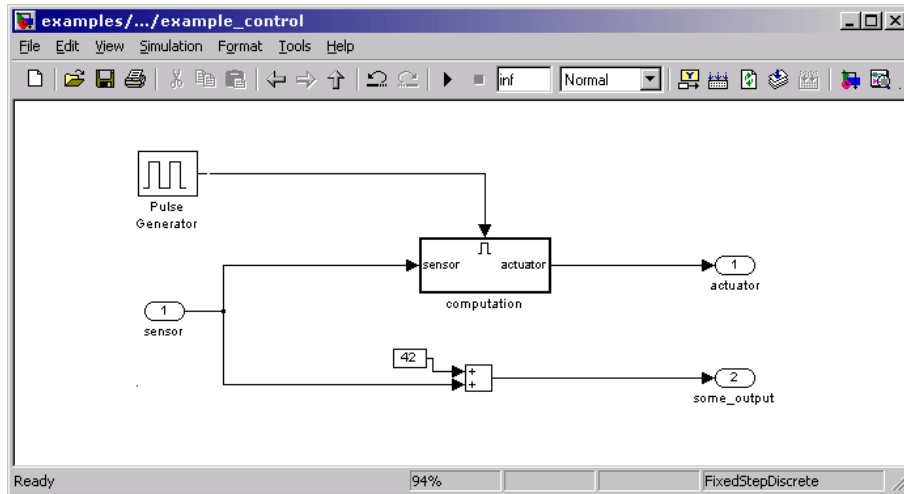 examples/.../example_control
File Edit View Simulation Format Tools Help
inf Normal
Pulse
Generator
sensor actuator
computation
1
actuator
1
sensor
42
+
+
2
some_output
Ready 94% FixedStepDiscrete